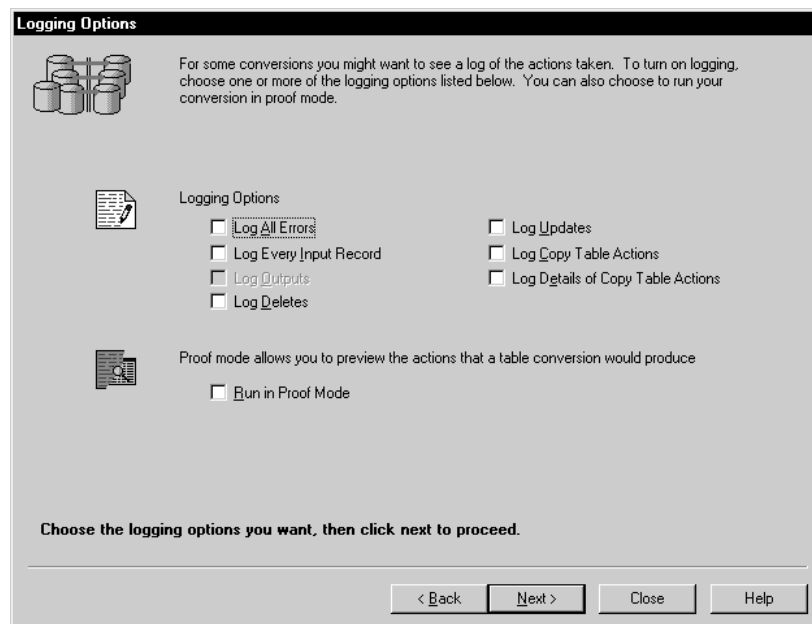 Logging Options
For some conversions you might want to see a log of the actions taken. To turn on logging,
choose one or more of the logging options listed below. You can also choose to run your
conversion in proof mode.
Logging Options
Log All Errors
Log Every Input Record
Log Outputs
Log Deletes
Log Updates
Log Copy Table Actions
Log Details of Copy Table Actions
Proof mode allows you to preview the actions that a table conversion would produce
Run in Proof Mode
Choose the logging options you want, then click next to proceed.
< Back
Next >
Close
Help